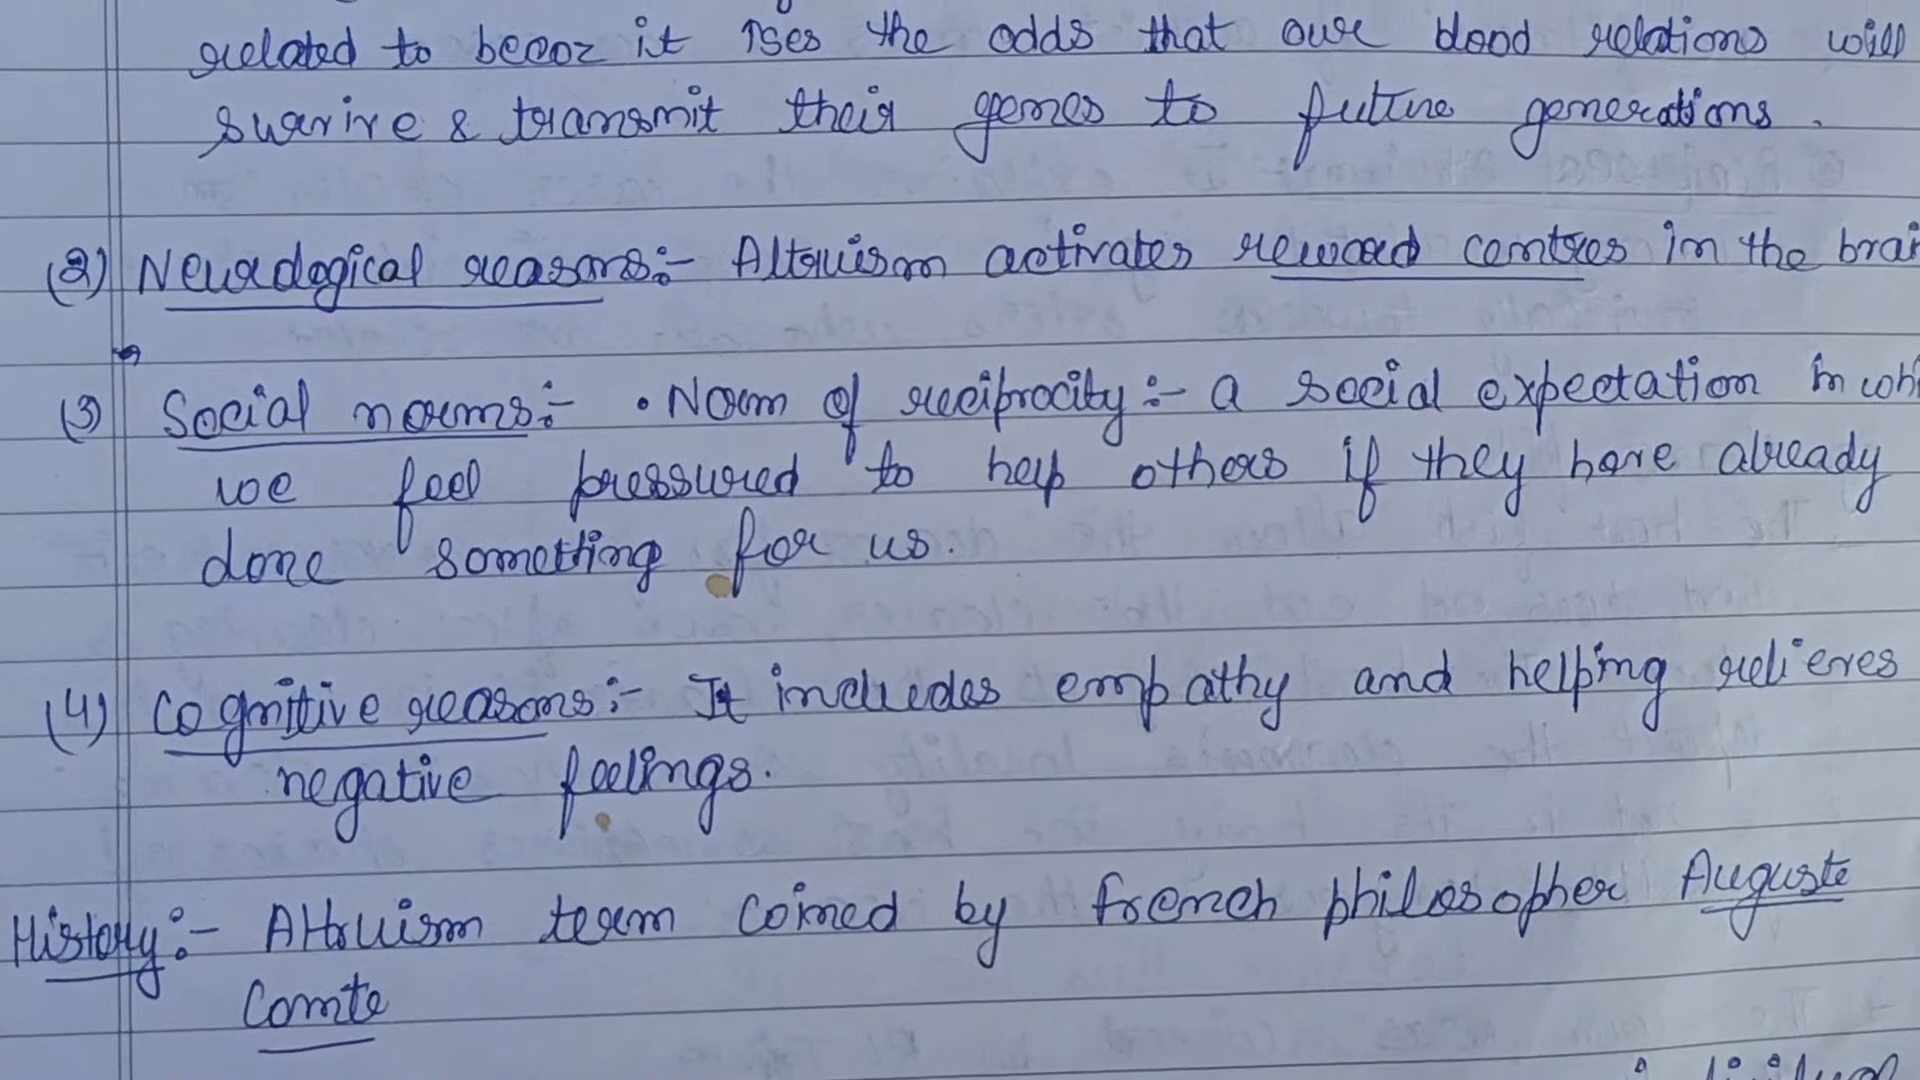 related to becoz it ↑ses the odds that our blood relations will
survive & transmit their genes to future generations.
(2) Neurological reasons:- Altruism activates reward centres in the brai
(3) Social norms:- • Norm of reciprocity:- a social expectation in wh
we feel pressured to help others if they have already
done something for us.
(4) Cognitive reasons:- It includes empathy and helping relieves
negative feelings.
History:- Altruism term coined by french philosopher Auguste
Comte